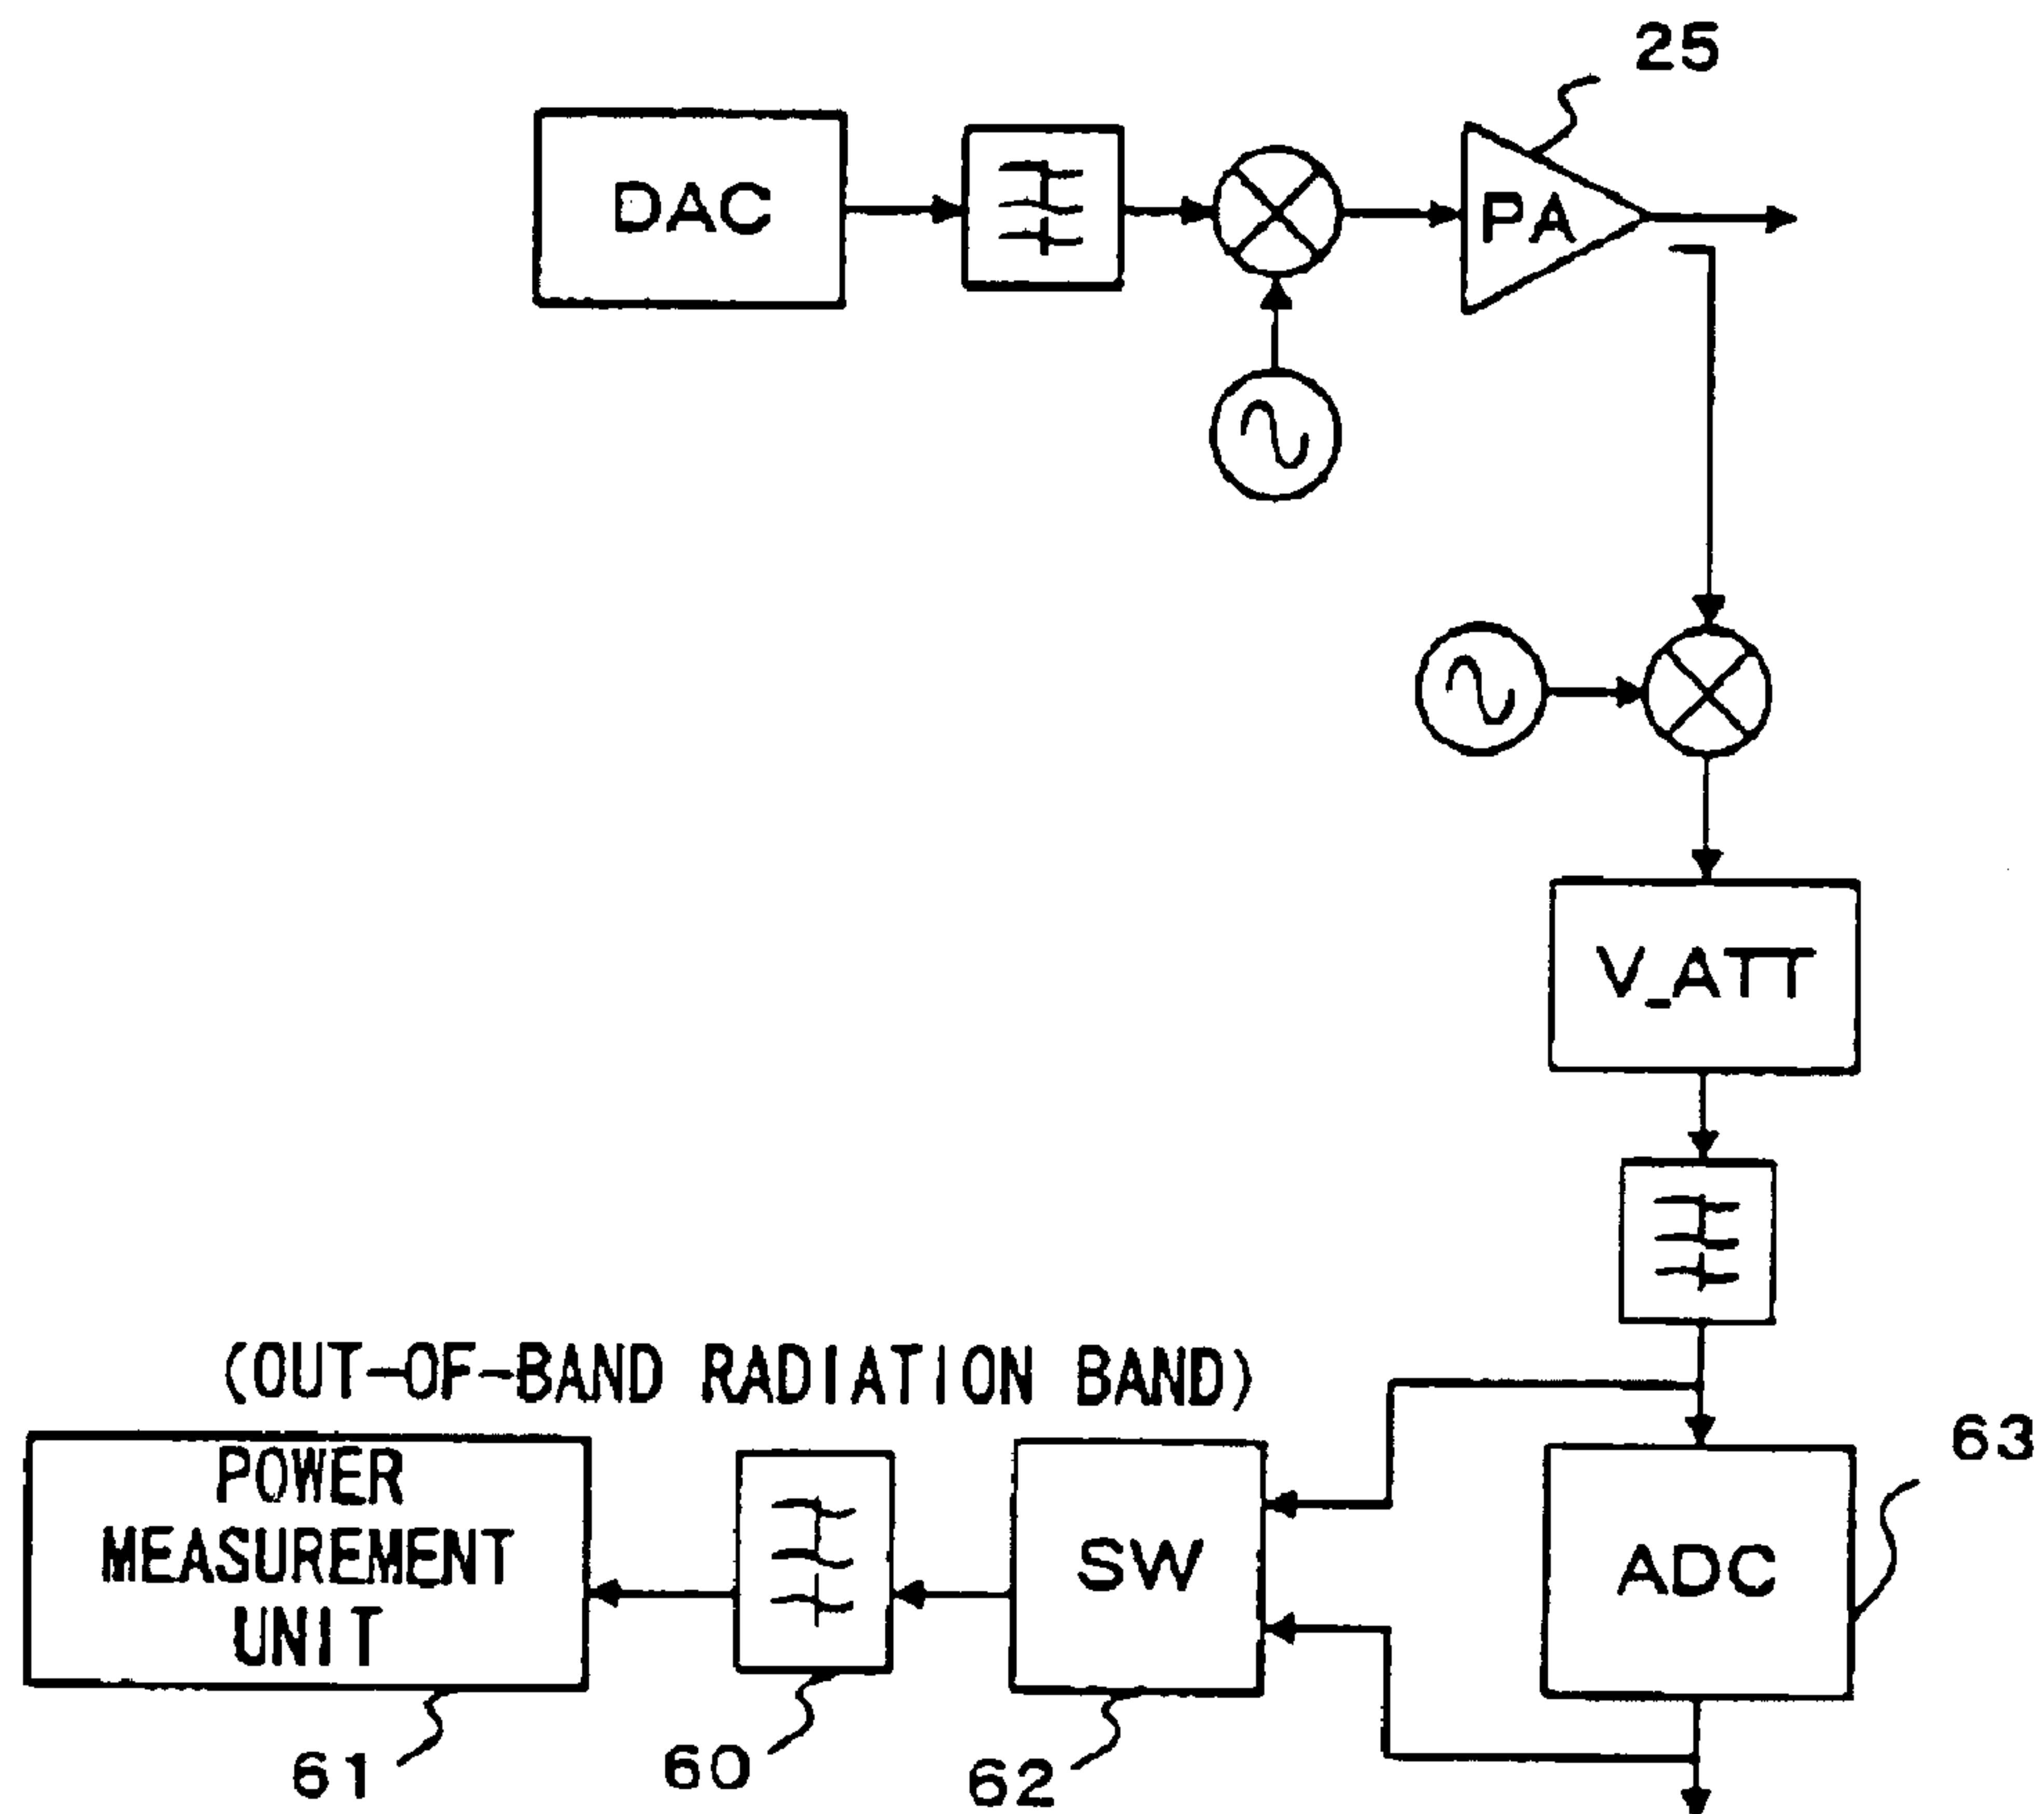 25
DAC
PA
V_ATT
(OUT-OF-BAND RADIATION BAND)
63
POWER
MEASUREMENT
UNIT
SW
ADC
61
60
62